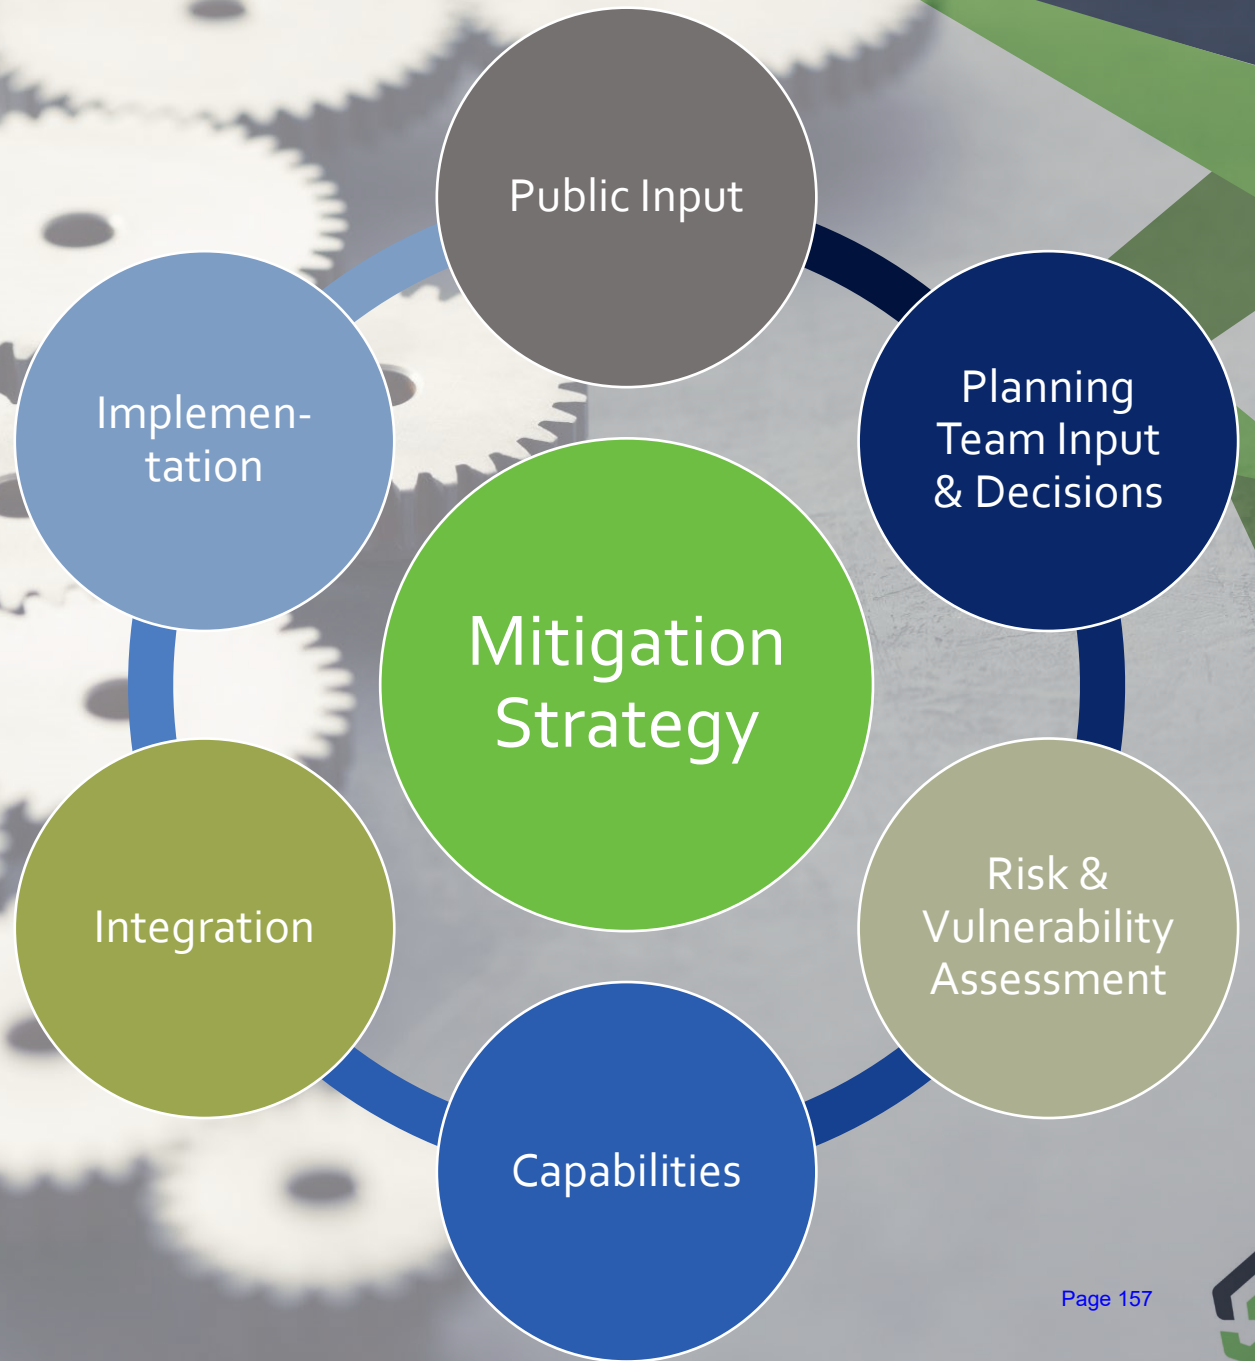 Public Input
Planning
Team Input
& Decisions
Implemen-
tation
Mitigation
Strategy
Risk &
Vulnerability
Assessment
Integration
Capabilities
Page 157